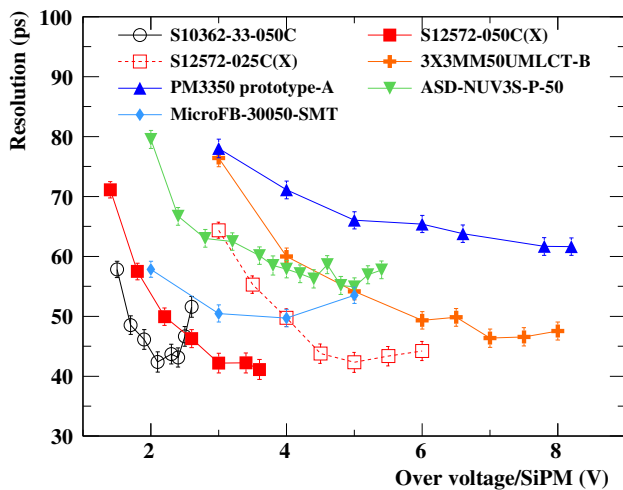 Resolution (ps)
100
90
80
70
60
50
40
30
S10362-33-050C
S12572-050C(X)
S12572-025C(X)
3X3MM50UMLCT-B
PM3350 prototype-A
ASD-NUV3S-P-50
MicroFB-30050-SMT
2 4 6 8
Over voltage/SiPM (V)